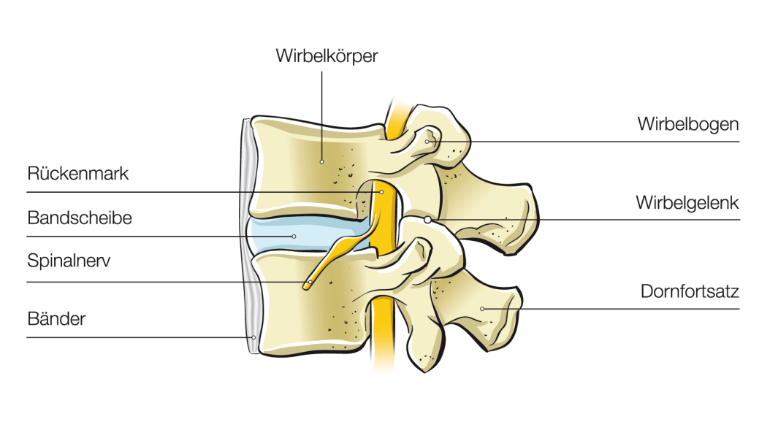 Wirbelkörper
Rückenmark
Bandscheibe
Spinalnerv
Bänder
Wirbelbogen
Wirbelgelenk
Dornfortsatz